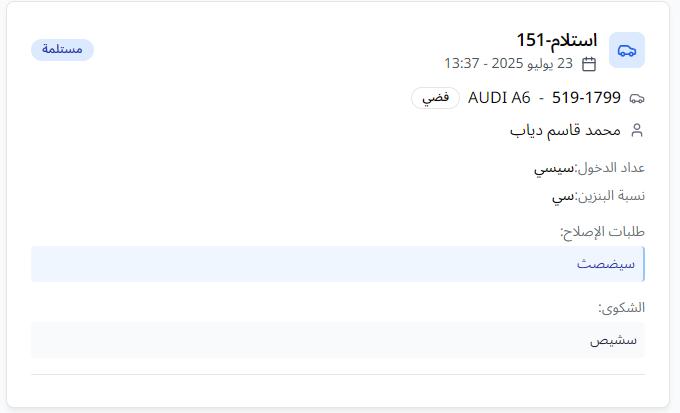 استلام-151
مستلمة
23 يوليو 2025 - 13:37
519-1799 - AUDI A6 فضي
محمد قاسم دياب
عداد الدخول:سيسي
نسبة البنزين:سي
طلبات الإصلاح:
سيضصث
الشكوى:
سشيص